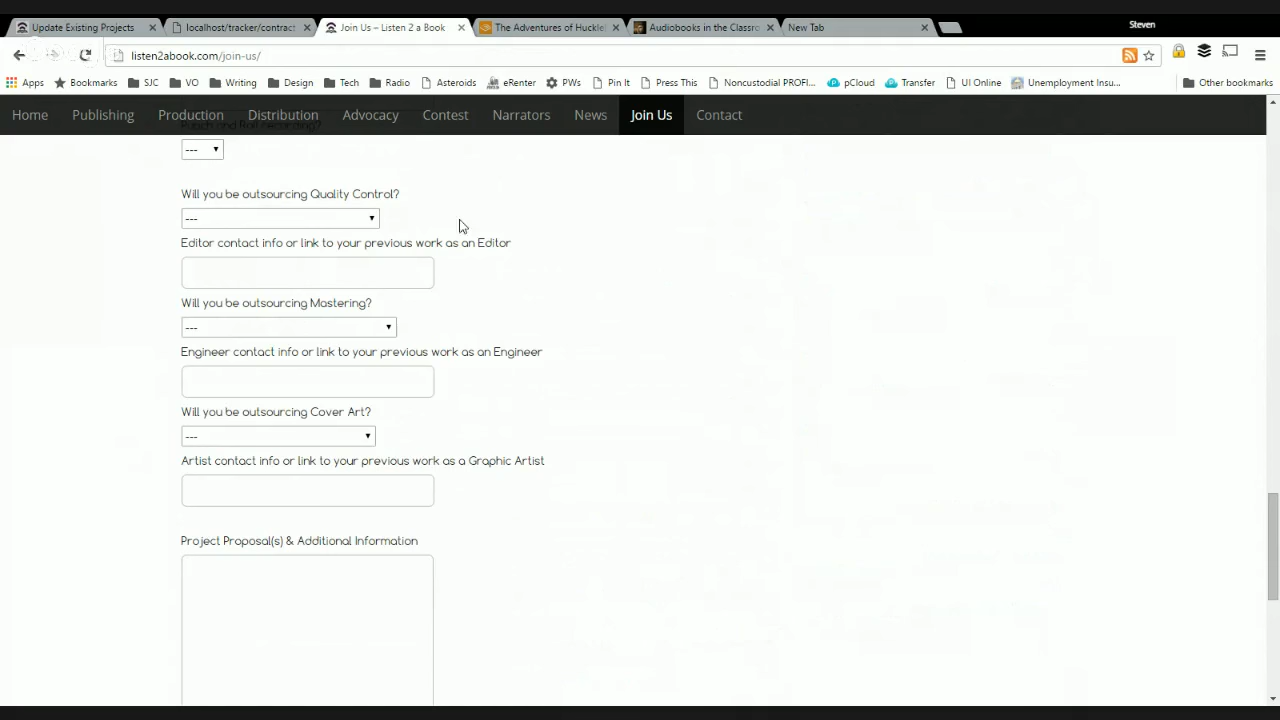 Steven
Update Existing Projects
localhost/tracker/contract
Join Us – Listen 2 a Book
The Adventures of Huckle
Audiobooks in the Classro
New Tab
listen2abook.com/join-us/
Apps
Bookmarks
SJC
VO
Writing
Design
Tech
Radio
Asteroids
eRenter
PWs
Pin It
Press This
Noncustodial PROFI...
pCloud
Transfer
UI Online
Unemployment Insu...
Other bookmarks
Home
Publishing
Production
Distribution
Advocacy
Contest
Narrators
News
Join Us
Contact
---
Will you be outsourcing Quality Control?
---
Editor contact info or link to your previous work as an Editor
Will you be outsourcing Mastering?
---
Engineer contact info or link to your previous work as an Engineer
Will you be outsourcing Cover Art?
---
Artist contact info or link to your previous work as a Graphic Artist
Project Proposal(s) & Additional Information